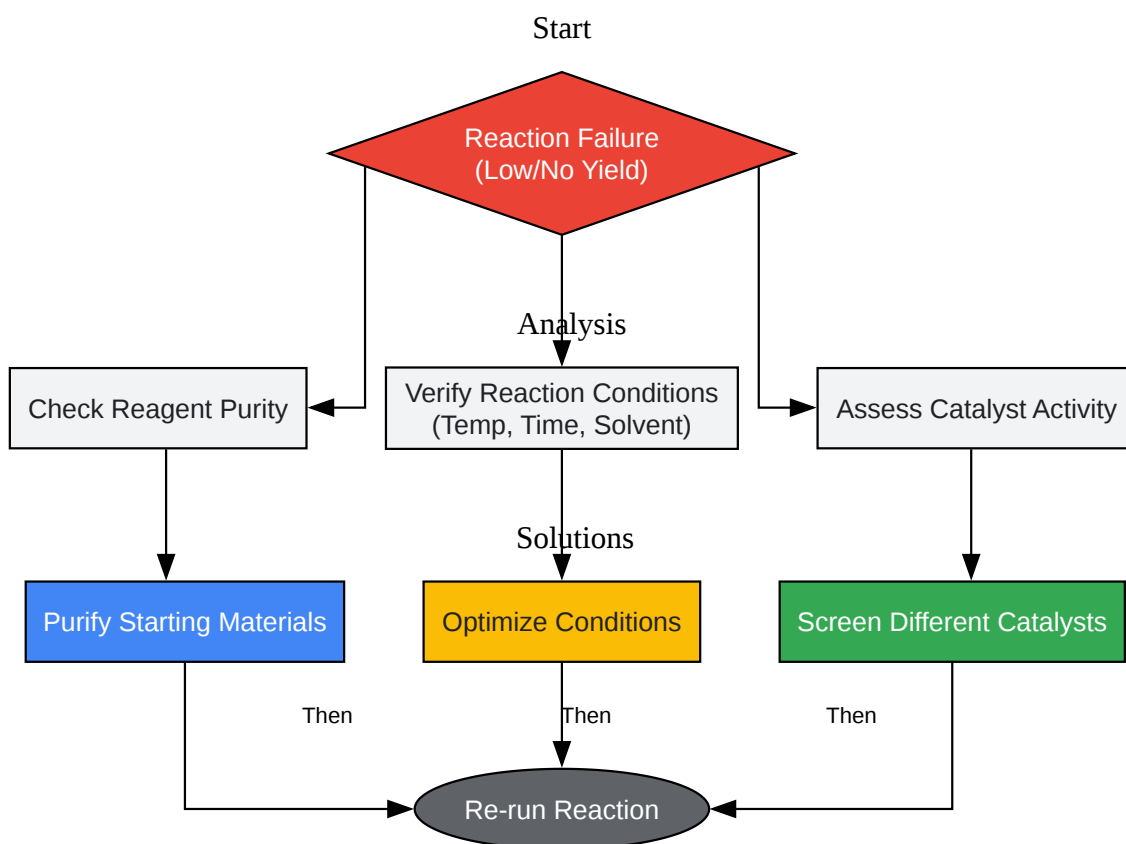 Start
Reaction Failure
(Low/No Yield)
Analysis
Check Reagent Purity
Verify Reaction Conditions
(Temp, Time, Solvent)
Assess Catalyst Activity
Solutions
Purify Starting Materials
Optimize Conditions
Screen Different Catalysts
Then
Then
Then
Re-run Reaction